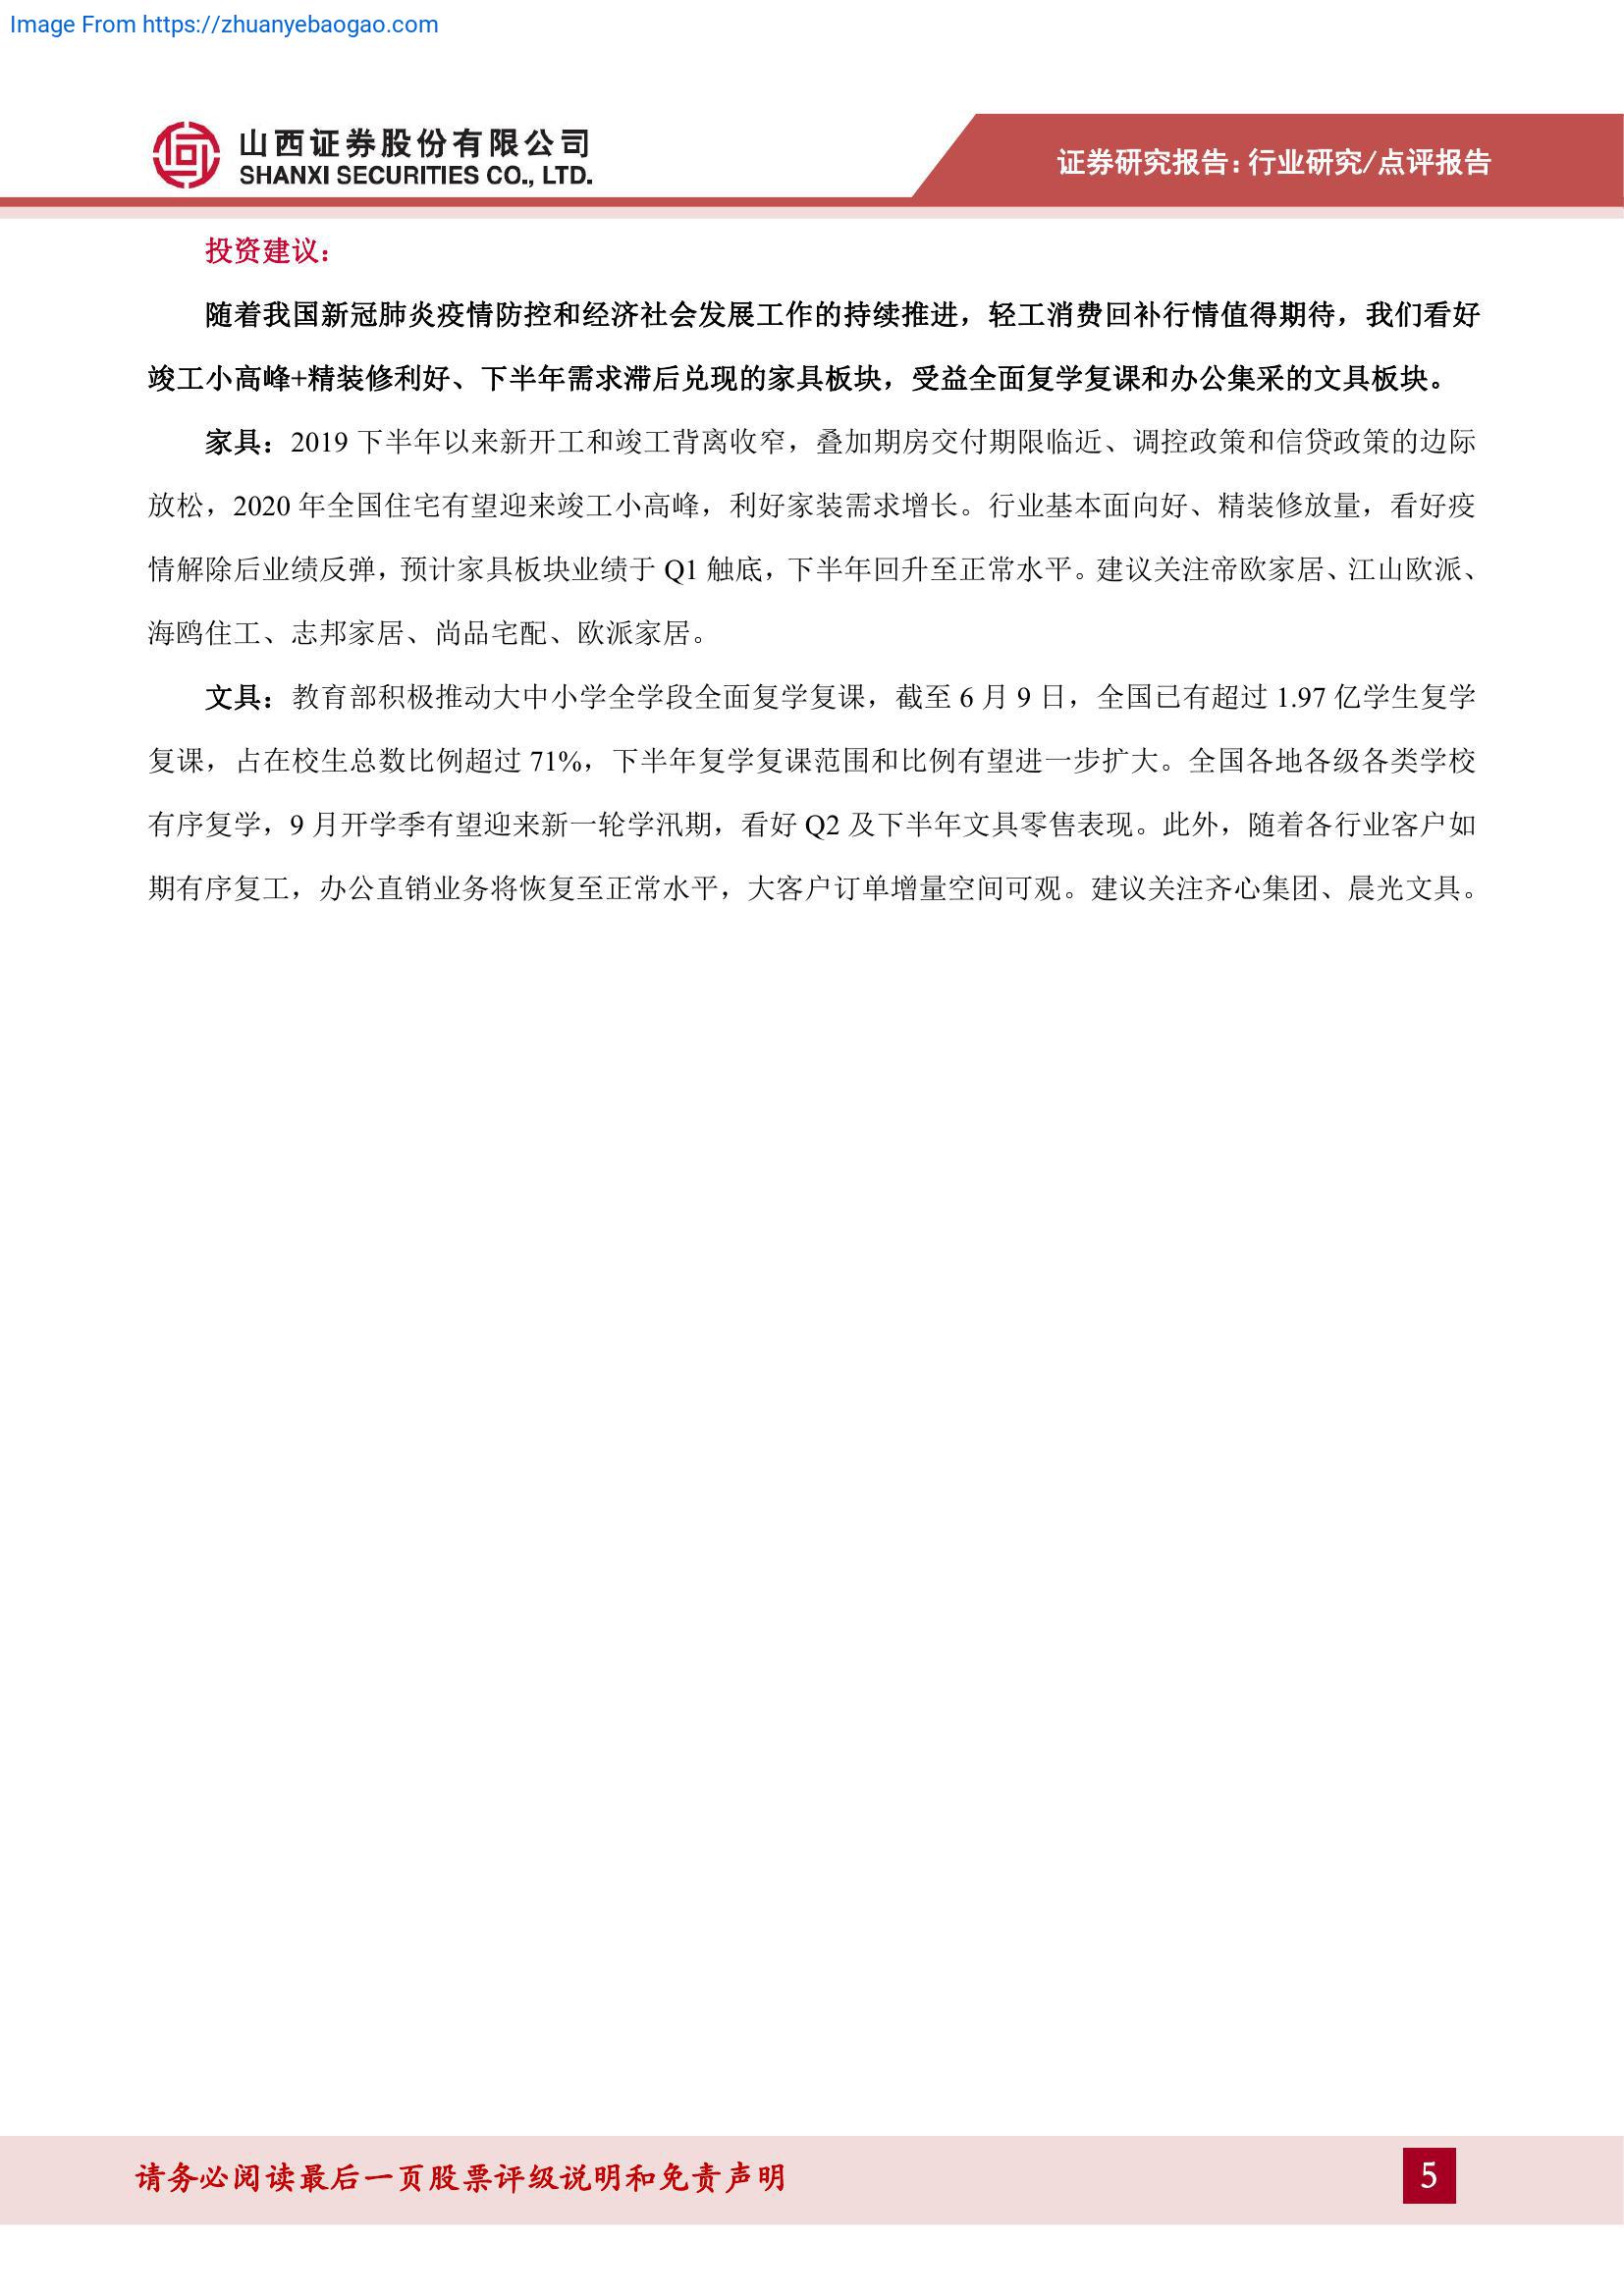 Image From https://zhuanyebaogao.com
山西证券股份有限公司
SHANXI SECURITIES CO., LTD.
证券研究报告：行业研究/点评报告
投资建议：
随着我国新冠肺炎疫情防控和经济社会发展工作的持续推进，轻工消费回补行情值得期待，我们看好
竣工小高峰+精装修利好、下半年需求滞后兑现的家具板块，受益全面复学复课和办公集采的文具板块。
家具：2019 下半年以来新开工和竣工背离收窄，叠加期房交付期限临近、调控政策和信贷政策的边际
放松，2020 年全国住宅有望迎来竣工小高峰，利好家装需求增长。行业基本面向好、精装修放量，看好疫
情解除后业绩反弹，预计家具板块业绩于 Q1 触底，下半年回升至正常水平。建议关注帝欧家居、江山欧派、
海鸥住工、志邦家居、尚品宅配、欧派家居。
文具：教育部积极推动大中小学全学段全面复学复课，截至 6 月 9 日，全国已有超过 1.97 亿学生复学
复课，占在校生总数比例超过 71%，下半年复学复课范围和比例有望进一步扩大。全国各地各级各类学校
有序复学，9 月开学季有望迎来新一轮学汛期，看好 Q2 及下半年文具零售表现。此外，随着各行业客户如
期有序复工，办公直销业务将恢复至正常水平，大客户订单增量空间可观。建议关注齐心集团、晨光文具。
请务必阅读最后一页股票评级说明和免责声明
5